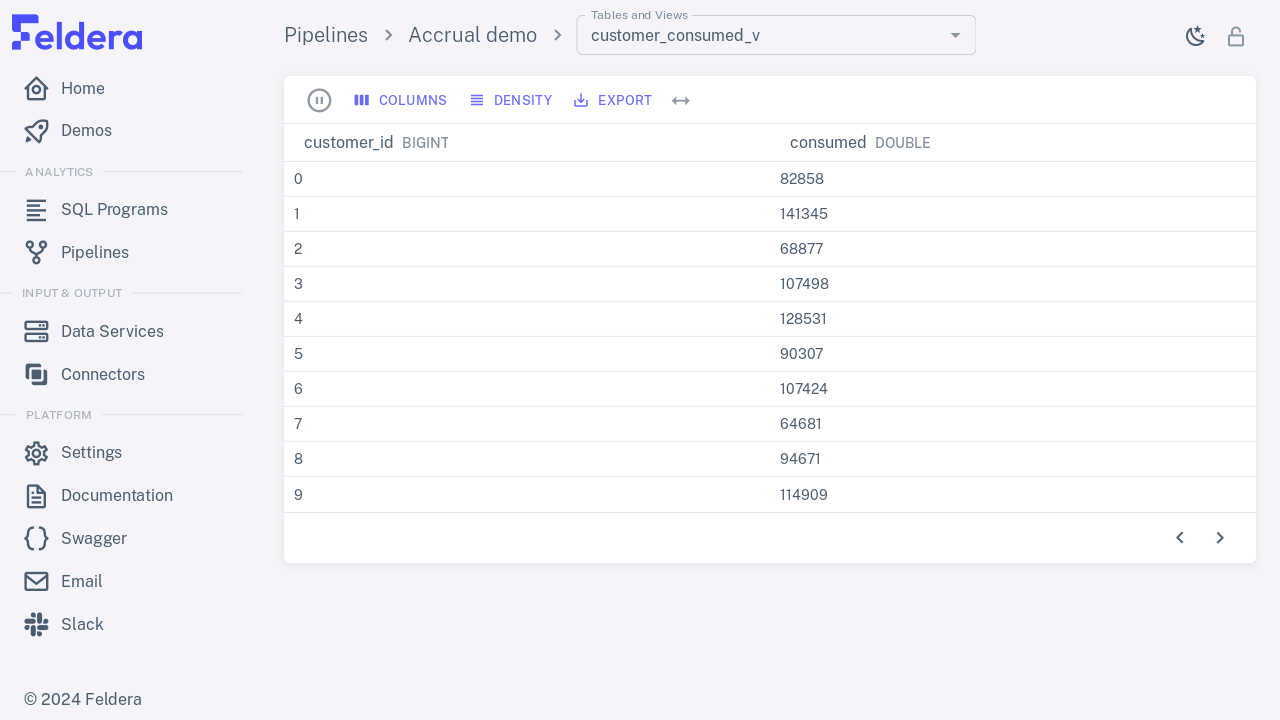 Feldera
Home
Demos
ANALYTICS
SQL Programs
Pipelines
INPUT & OUTPUT
Data Services
Connectors
PLATFORM
Settings
Documentation
Swagger
Email
Slack
© 2024 Feldera
Pipelines > Accrual demo >
Tables and Views
customer_consumed_v
COLUMNS DENSITY EXPORT
customer_id BIGINT consumed DOUBLE
0 82858
1 141345
2 68877
3 107498
4 128531
5 90307
6 107424
7 64681
8 94671
9 114909